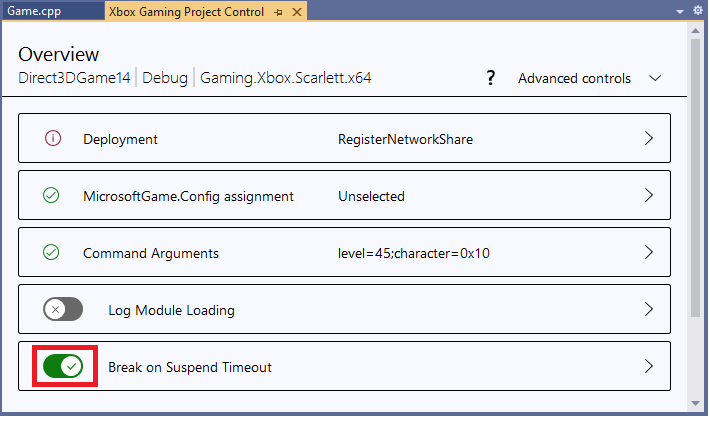 Game.cpp Xbox Gaming Project Control
Overview
Direct3DGame14 | Debug | Gaming.Xbox.Scarlett.x64 ? Advanced controls
Deployment RegisterNetworkShare
MicrosoftGame.Config assignment Unselected
Command Arguments level=45;character=0x10
Log Module Loading
Break on Suspend Timeout